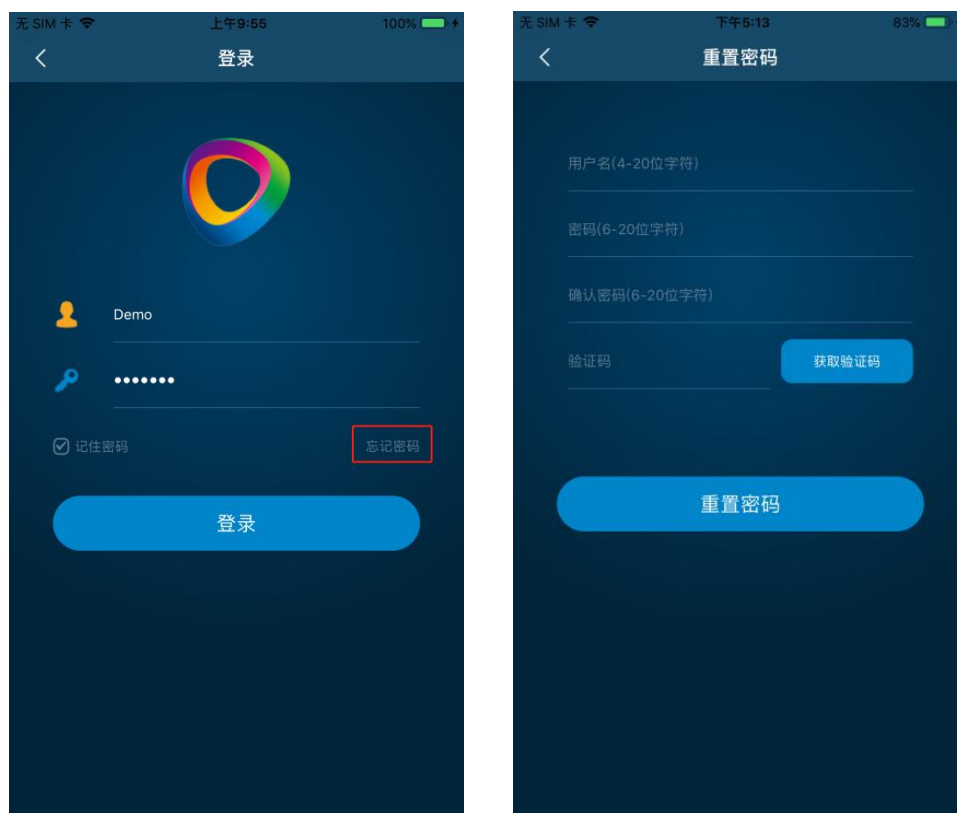 无 SIM 卡 上午9:55 100%
登录
Demo
•••••••
记住密码 忘记密码
登录
无 SIM 卡 下午5:13 83%
重置密码
用户名(4-20位字符)
密码(6-20位字符)
确认密码(6-20位字符)
验证码 获取验证码
重置密码